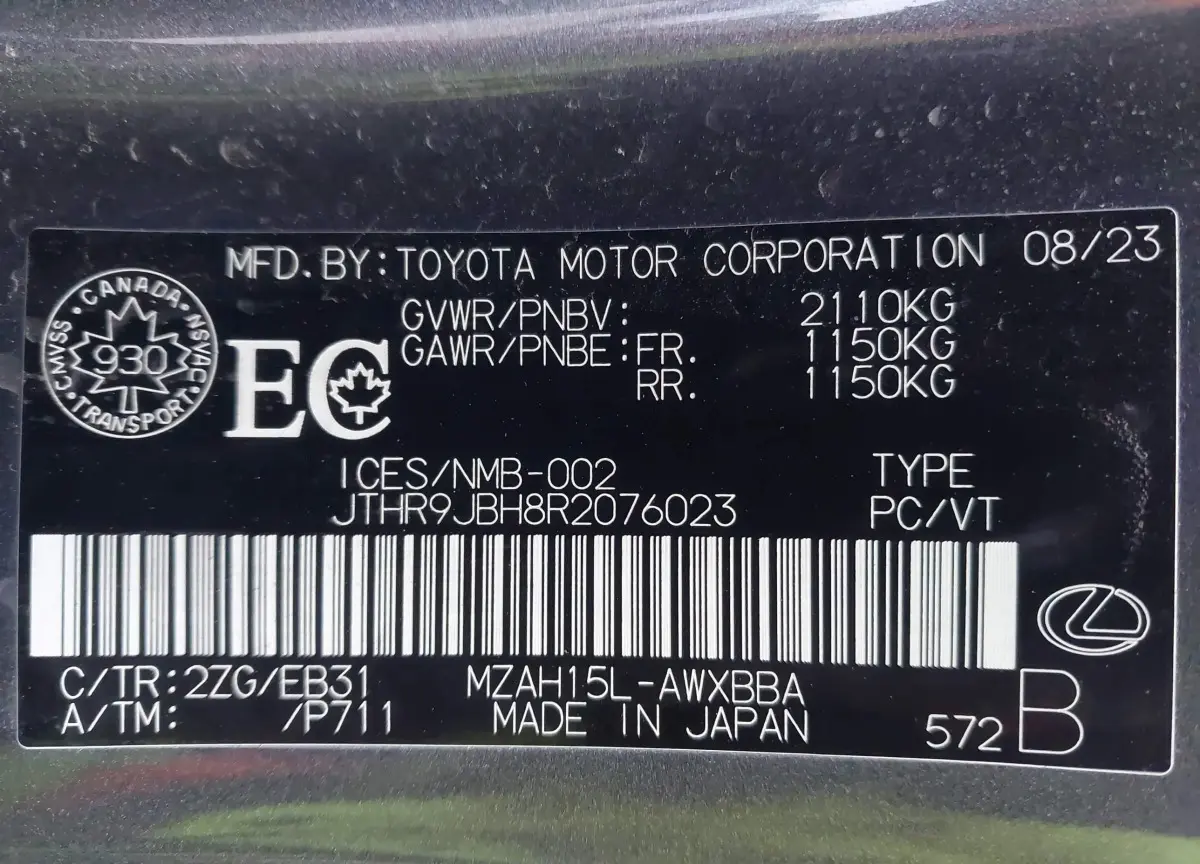 MFD. BY: TOYOTA MOTOR CORPORATION 08/23
CMVSS · CANADA · NSVAC · TRANSPORT ·
930
GVWR/PNBV: 2110KG
GAWR/PNBE: FR. 1150KG
RR. 1150KG
EC
ICES/NMB-002 TYPE
JTHR9JBH8R2076023 PC/VT
C/TR: 2ZG/EB31 MZAH15L-AWXBBA
A/TM: /P711 MADE IN JAPAN 572 B